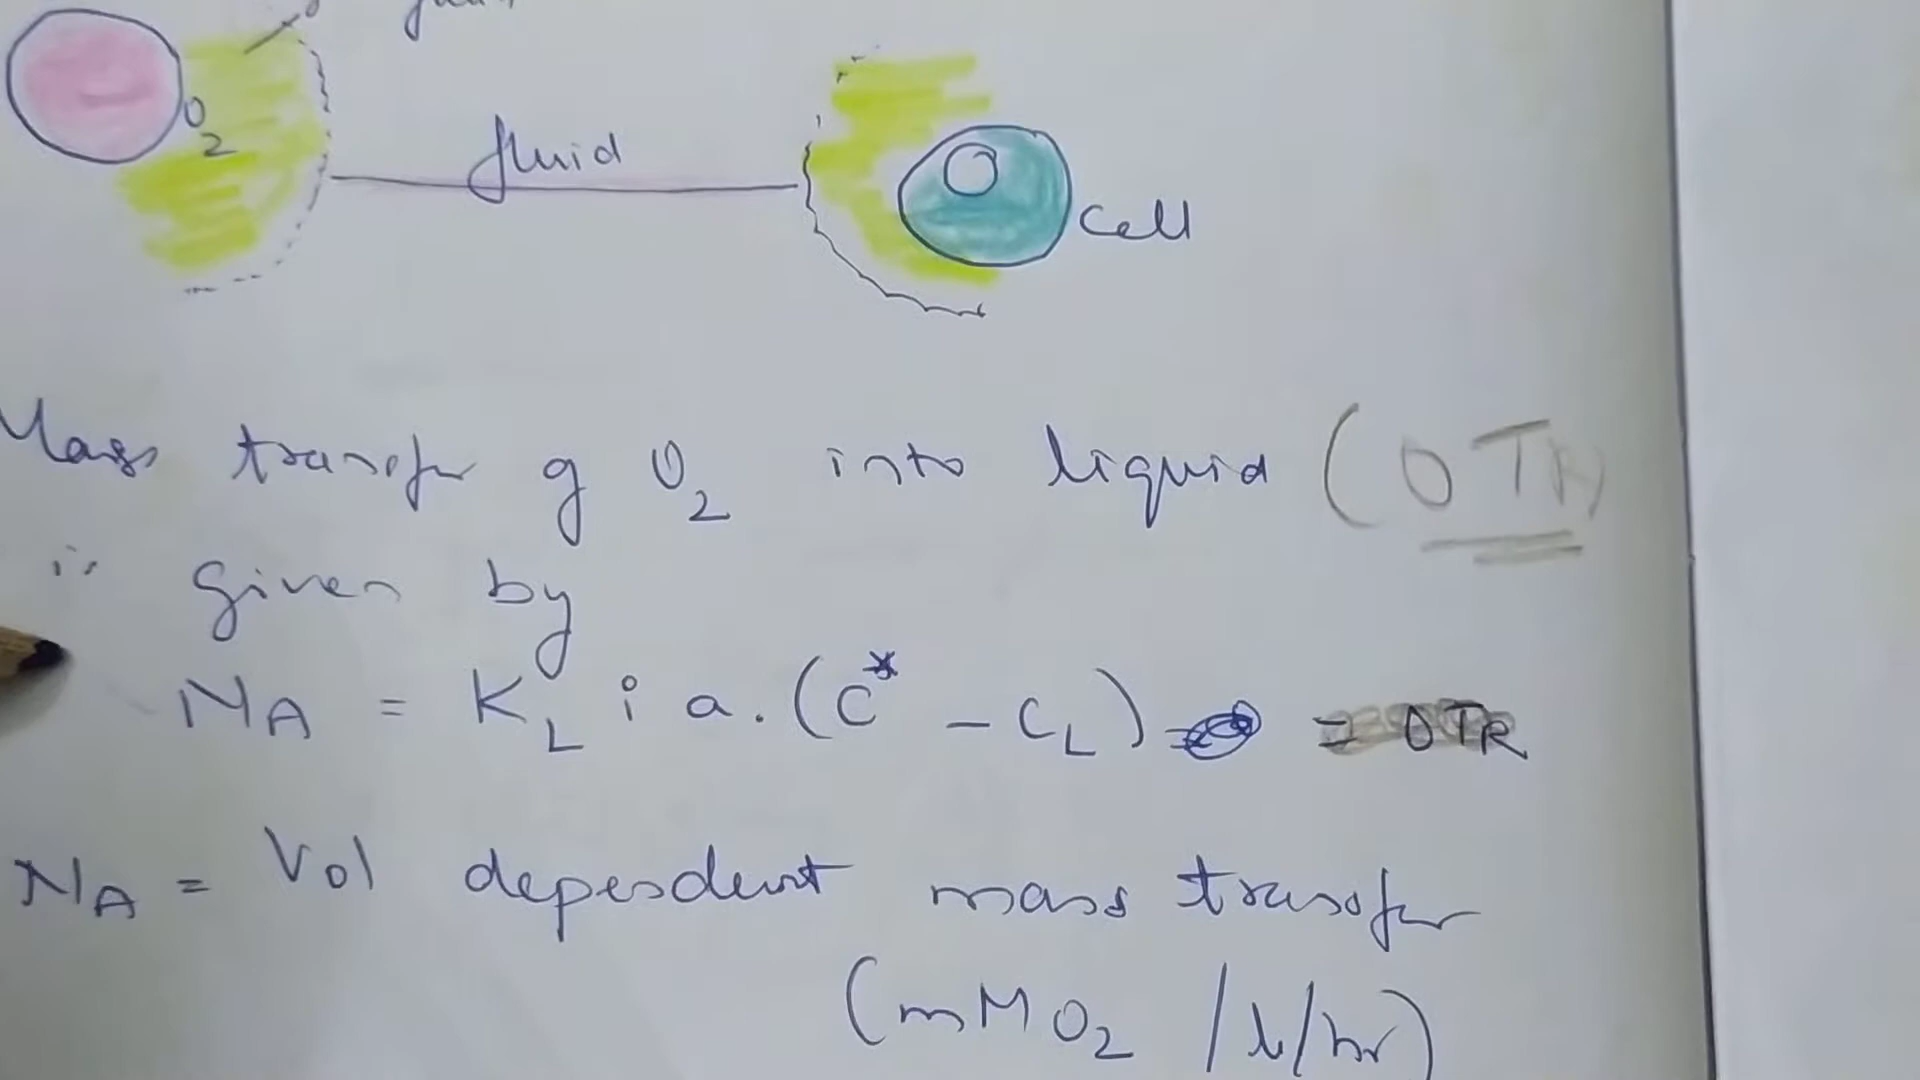 O2
fluid
Cell
Mass transfer of O2 into liquid (OTR)
is given by
NA = KL i a. (C* - CL) = OTR
NA = Vol dependent mass transfer
(mM O2 /l/hr)